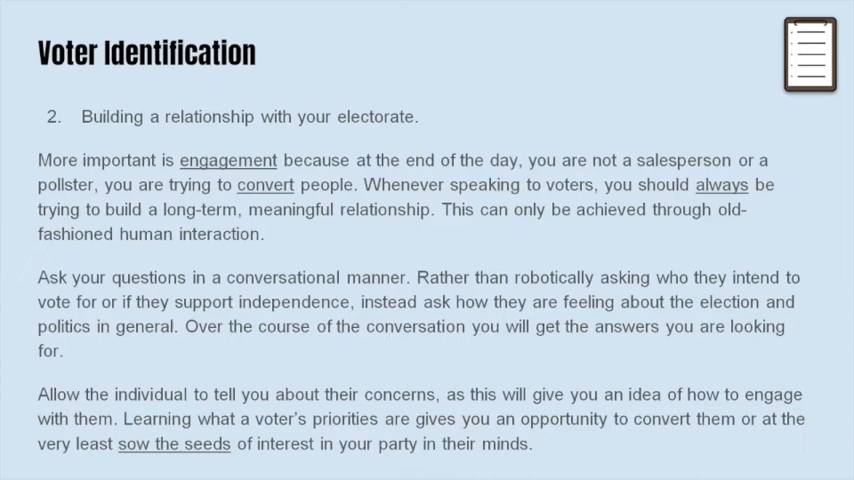 Voter Identification
2. Building a relationship with your electorate.
More important is engagement because at the end of the day, you are not a salesperson or a
pollster, you are trying to convert people. Whenever speaking to voters, you should always be
trying to build a long-term, meaningful relationship. This can only be achieved through old-
fashioned human interaction.
Ask your questions in a conversational manner. Rather than robotically asking who they intend to
vote for or if they support independence, instead ask how they are feeling about the election and
politics in general. Over the course of the conversation you will get the answers you are looking
for.
Allow the individual to tell you about their concerns, as this will give you an idea of how to engage
with them. Learning what a voter's priorities are gives you an opportunity to convert them or at the
very least sow the seeds of interest in your party in their minds.